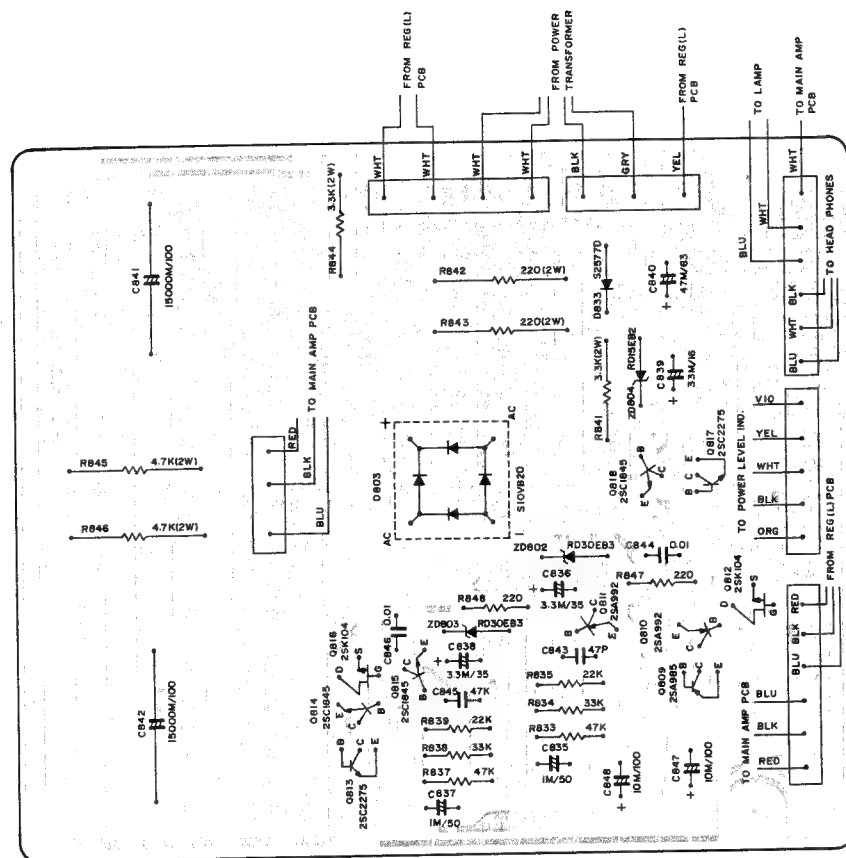 FROM REG(L)
PCB
FROM POWER
TRANSFORMER
FROM REG(L)
PCB
TO LAMP
TO MAIN AMP
PCB
WHT
WHT
WHT
WHT
BLK
GRY
YEL
WHT
WHT
BLU
BLK
WHT
BLU
TO HEAD PHONES
3.3K(2W)
R844
C841
15000M/100
R842
220(2W)
R843
220(2W)
D833
S2577D
C840
47M/63
+
R841
3.3K(2W)
ZD804
RD15EB2
C839
33M/16
+
TO MAIN AMP PCB
RED
BLK
BLU
R845
4.7K(2W)
R846
4.7K(2W)
+
AC
D803
S10VB20
AC
-
Q818
2SC1845
B
C
E
Q817
2SC2275
E
C
B
TO POWER LEVEL IND.
VIO
YEL
WHT
BLK
ORG
FROM REG(L) PCB
ZD802
RD30EB3
C844
0.01
+
C836
3.3M/35
R847
220
Q812
2SK104
D
S
G
RED
BLK
BLU
R848
220
ZD803
RD30EB3
C846
0.01
Q811
2SA992
C
B
E
Q810
2SA992
E
B
C
Q816
2SK104
D
S
G
Q815
2SC1845
E
C
B
+
C838
3.3M/35
C843
47P
Q809
2SA985
B
C
E
Q814
2SC1845
E
C
B
C845
47K
R835
22K
R834
33K
R833
47K
R839
22K
R838
33K
R837
47K
C835
1M/50
C837
1M/50
C848
10M/100
+
C847
10M/100
+
TO MAIN AMP PCB
BLU
BLK
RED
C842
15000M/100
Q813
2SC2275
B
C
E